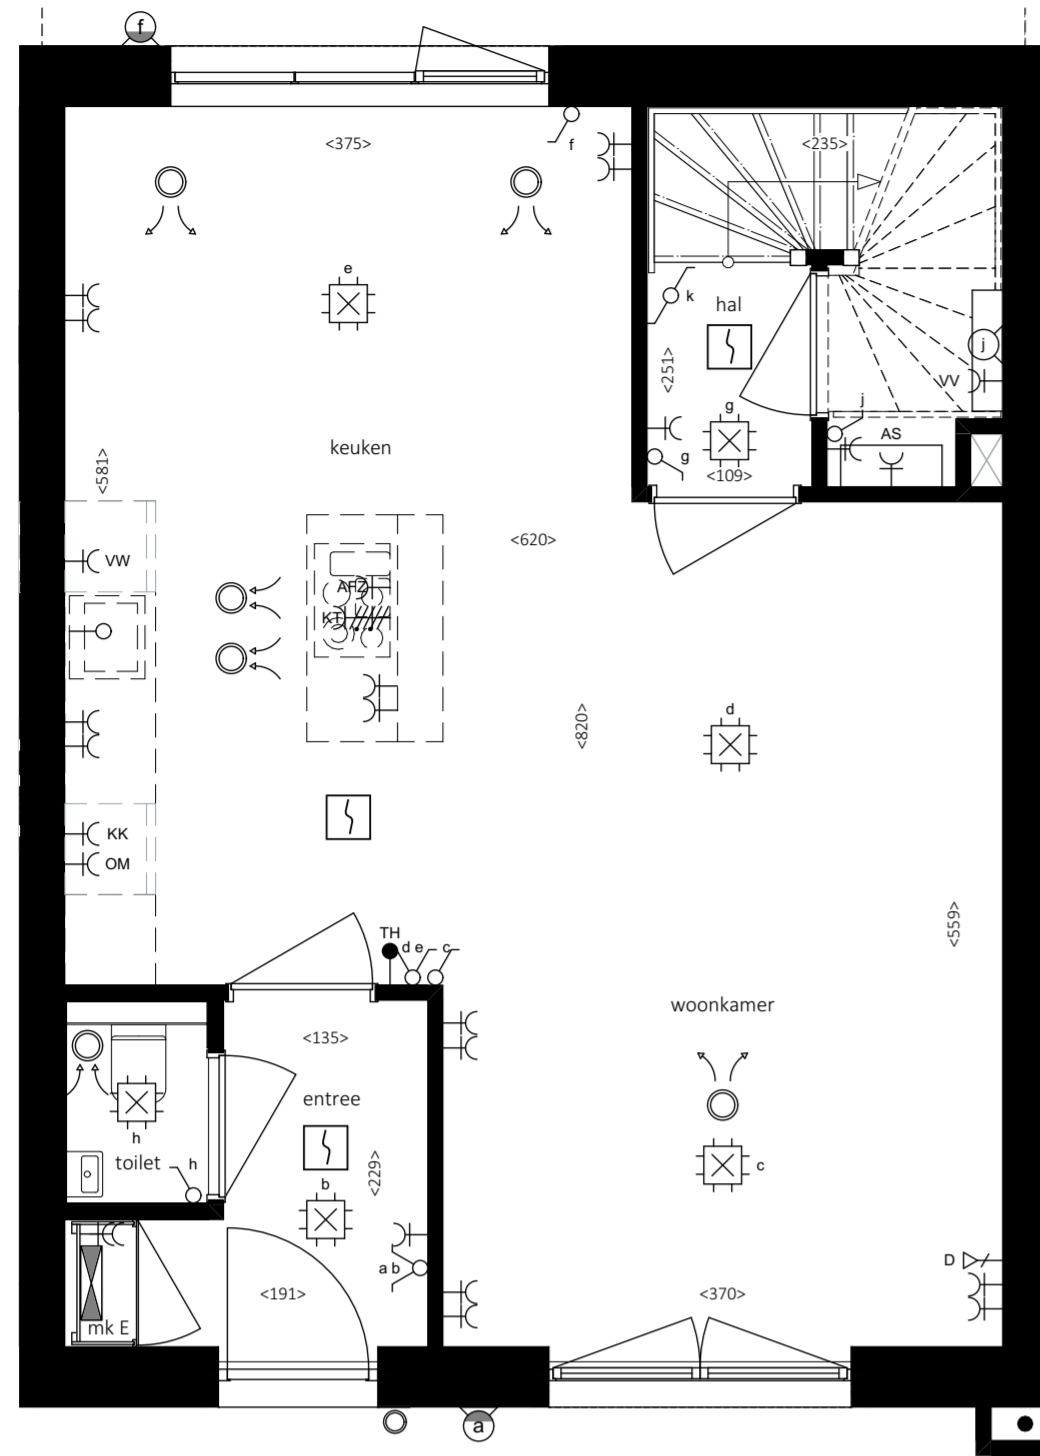 f
<375>
<235>
f
e
k
hal
j
<251>
VV
g
j
AS
keuken
g
<581>
<109>
<620>
VW
AFZ
KT
d
<820>
KK
OM
<559>
TH
d e
c
woonkamer
<135>
entree
h
toilet
h
<229>
c
b
D
a b
<191>
<370>
mk E
a